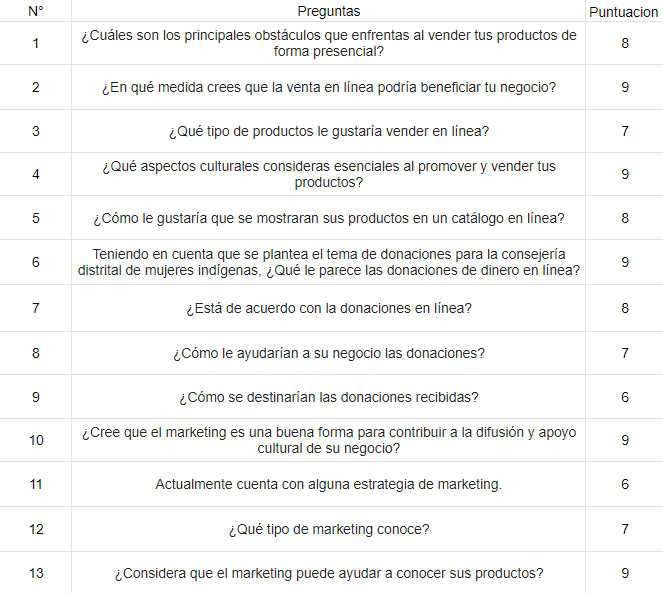 N° Preguntas Puntuacion
1 ¿Cuáles son los principales obstáculos que enfrentas al vender tus productos de
forma presencial? 8
2 ¿En qué medida crees que la venta en línea podría beneficiar tu negocio? 9
3 ¿Qué tipo de productos le gustaría vender en línea? 7
4 ¿Qué aspectos culturales consideras esenciales al promover y vender tus
productos? 9
5 ¿Cómo le gustaría que se mostraran sus productos en un catálogo en línea? 8
6 Teniendo en cuenta que se plantea el tema de donaciones para la consejería
distrital de mujeres indígenas, ¿Qué le parece las donaciones de dinero en línea? 9
7 ¿Está de acuerdo con la donaciones en línea? 8
8 ¿Cómo le ayudarían a su negocio las donaciones? 7
9 ¿Cómo se destinarían las donaciones recibidas? 6
10 ¿Cree que el marketing es una buena forma para contribuir a la difusión y apoyo
cultural de su negocio? 9
11 Actualmente cuenta con alguna estrategia de marketing. 6
12 ¿Qué tipo de marketing conoce? 7
13 ¿Considera que el marketing puede ayudar a conocer sus productos? 9